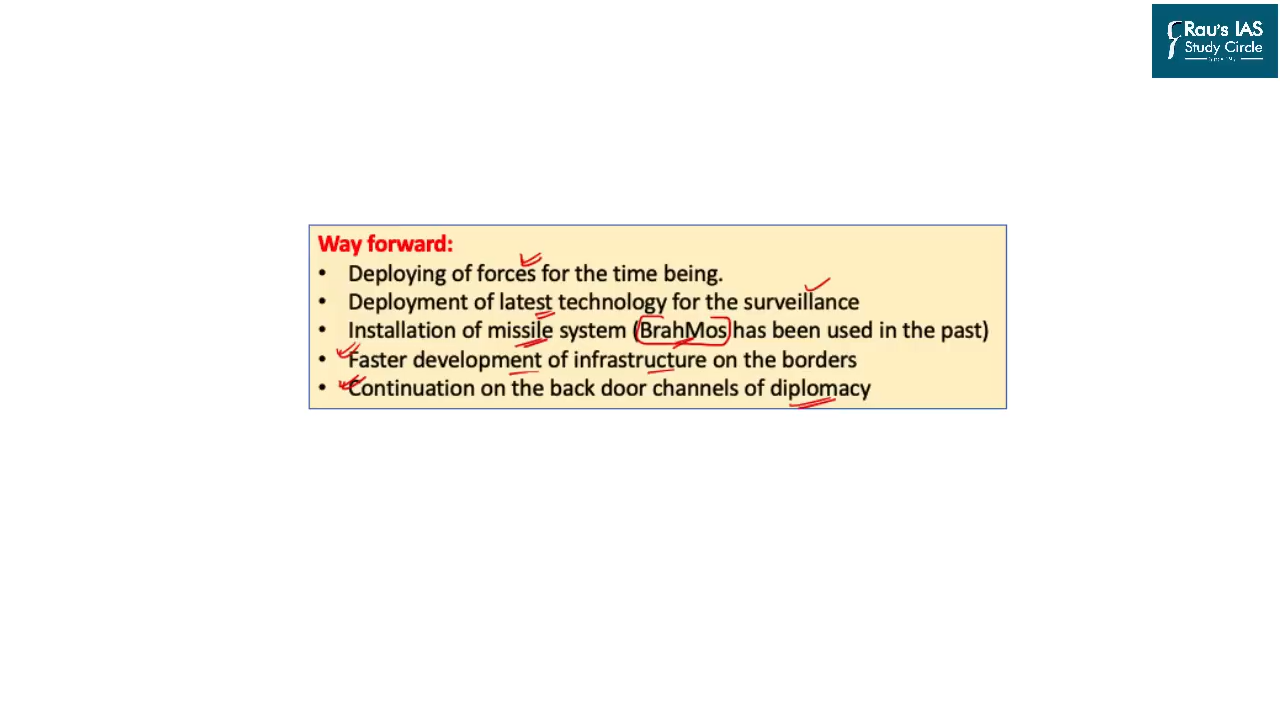 Rau's IAS
Study Circle
Way forward:
• Deploying of forces for the time being.
• Deployment of latest technology for the surveillance
• Installation of missile system (BrahMos has been used in the past)
• Faster development of infrastructure on the borders
• Continuation on the back door channels of diplomacy